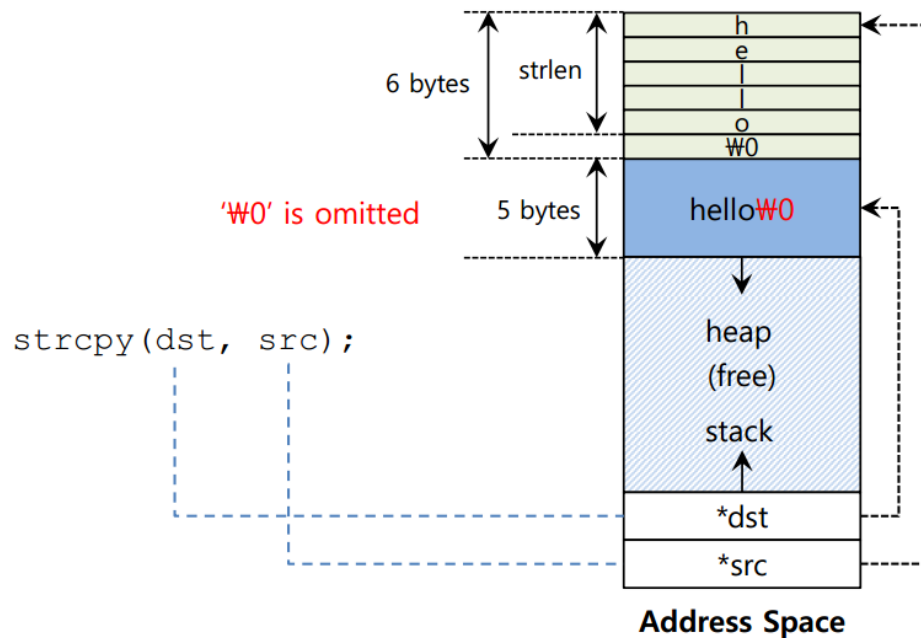 h
e
l
l
o
₩0
6 bytes
strlen
'₩0' is omitted
5 bytes
hello₩0
strcpy(dst, src);
heap
(free)
stack
*dst
*src
Address Space